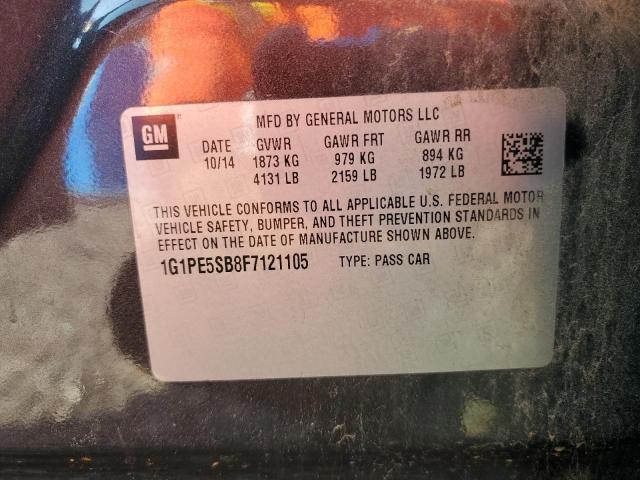 GM
MFD BY GENERAL MOTORS LLC
DATE GVWR GAWR FRT GAWR RR
10/14 1873 KG 979 KG 894 KG
4131 LB 2159 LB 1972 LB
THIS VEHICLE CONFORMS TO ALL APPLICABLE U.S. FEDERAL MOTOR
VEHICLE SAFETY, BUMPER, AND THEFT PREVENTION STANDARDS IN
EFFECT ON THE DATE OF MANUFACTURE SHOWN ABOVE.
1G1PE5SB8F7121105 TYPE: PASS CAR